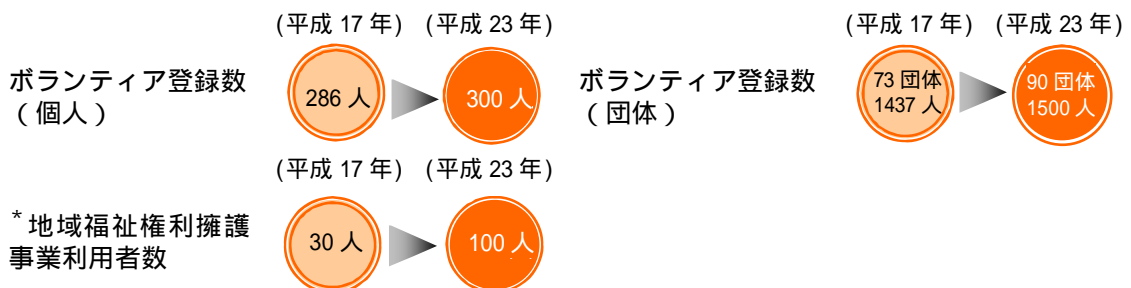 (平成 17 年) (平成 23 年)
ボランティア登録数
(個人)
286 人
300 人
(平成 17 年) (平成 23 年)
ボランティア登録数
(団体)
73 団体
1437 人
90 団体
1500 人
(平成 17 年) (平成 23 年)
*地域福祉権利擁護
事業利用者数
30 人
100 人